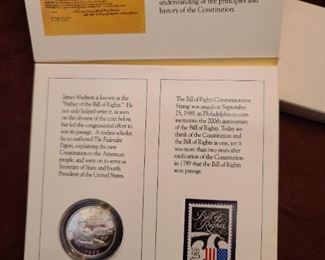 understanding of the principles and
history of the Constitution.
James Madison is known as the
"Father of the Bill of Rights." He
not only helped write it, as seen
on the obverse of the coin below,
but led the congressional effort to
win its passage. A tireless scholar,
he co-authored The Federalist
Papers, explaining the new
Constitution to the American
people, and went on to serve as
Secretary of State and fourth
President of the United States.
The Bill of Rights Commemorative
Stamp was issued on September
25, 1989, in Philadelphia to com-
memorate the 200th anniversary
of the Bill of Rights. Today we
think of the Constitution and
the Bill of Rights as one, yet it
was more than two years after
ratification of the Constitution
in 1789 that the Bill of Rights
won passage.
Bill of
Rights
USA
25